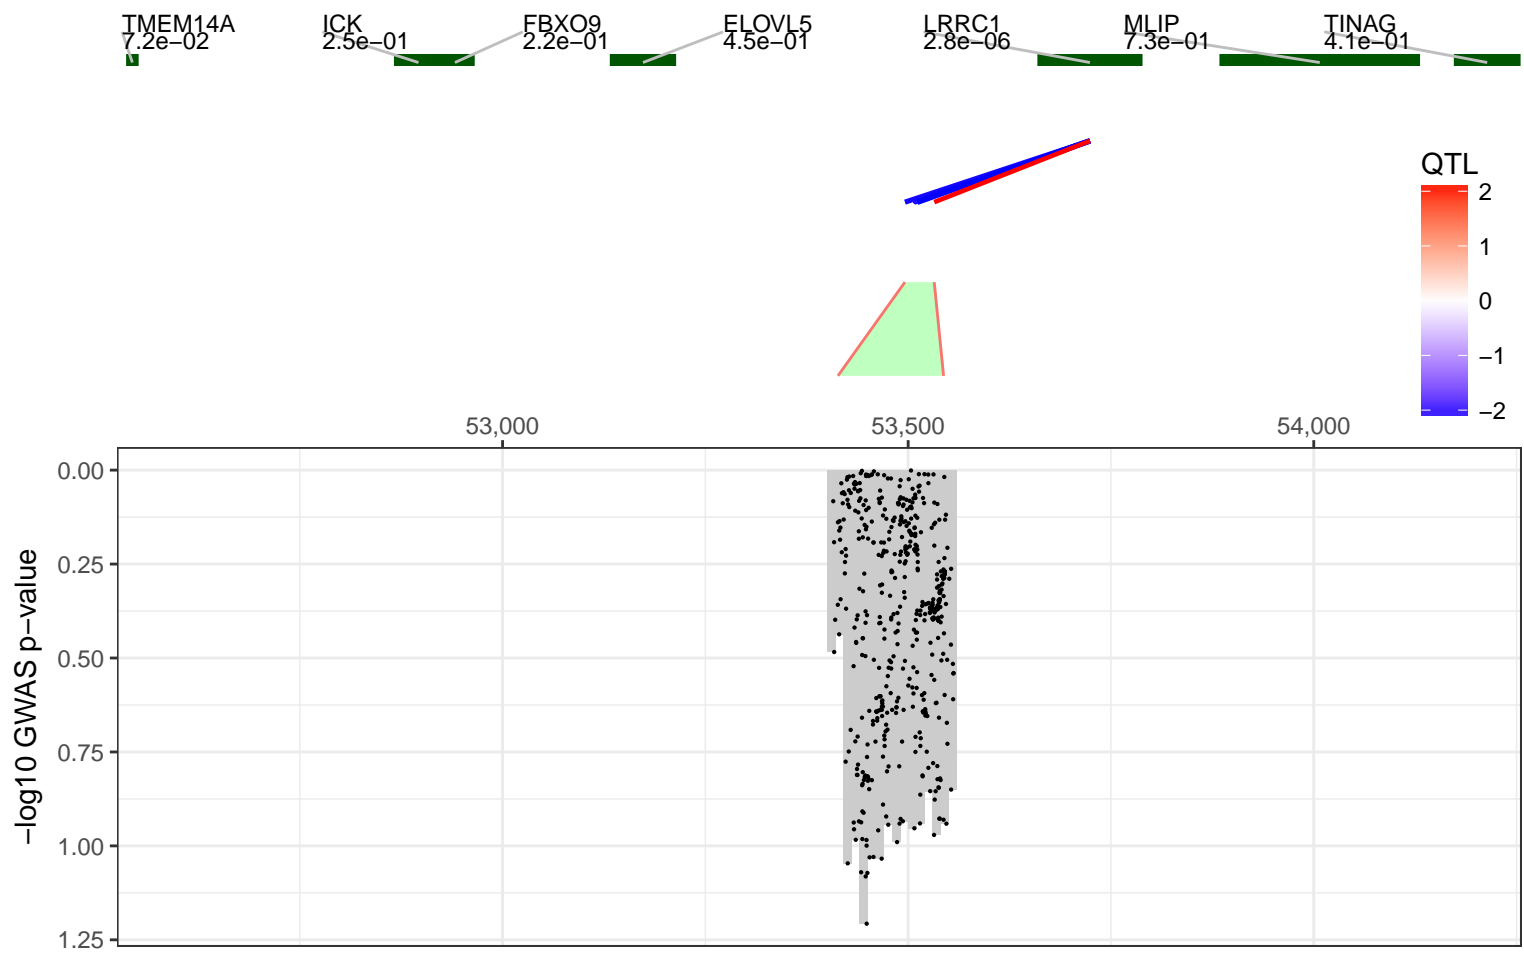 TMEM14A ICK FBXO9 ELOVL5 LRRC1 MLIP TINAG
7.2e−02 2.5e−01 2.2e−01 4.5e−01 2.8e−06 7.3e−01 4.1e−01
QTL
2
1
0
−1
−2
53,000 53,500 54,000
0.00
0.25
0.50
0.75
1.00
1.25
−log10 GWAS p−value